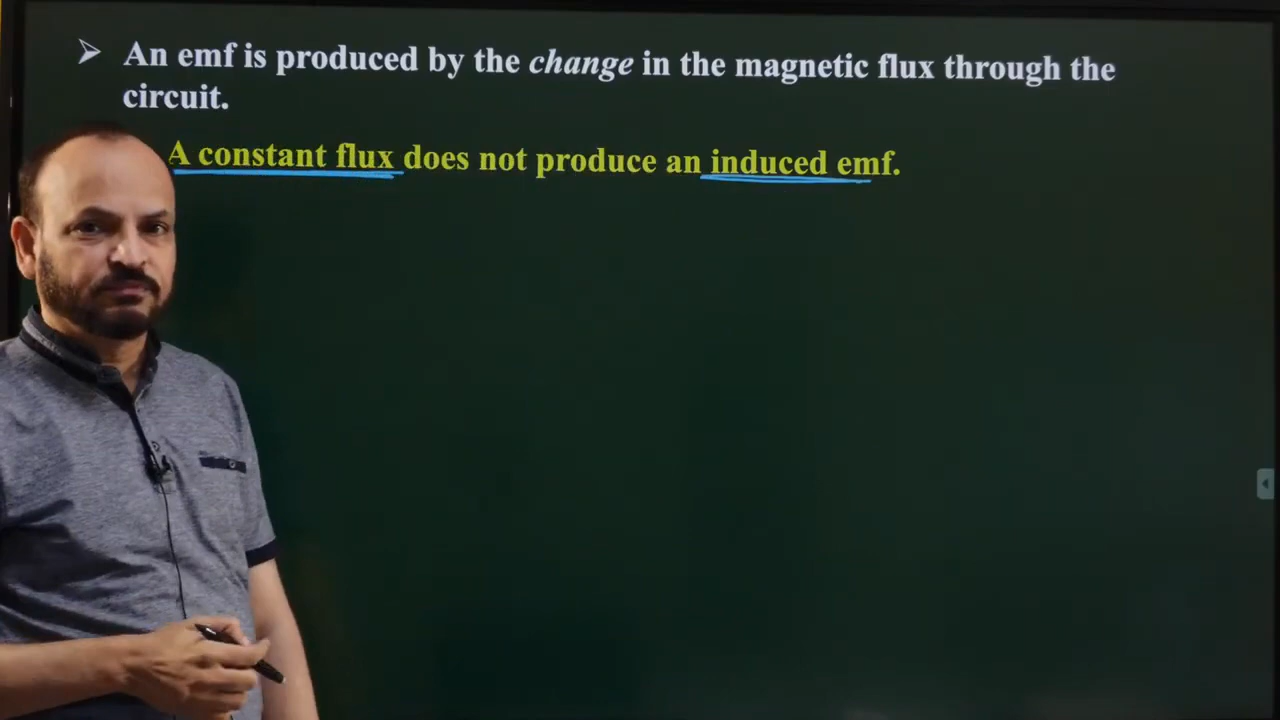 An emf is produced by the change in the magnetic flux through the
circuit.
A constant flux does not produce an induced emf.